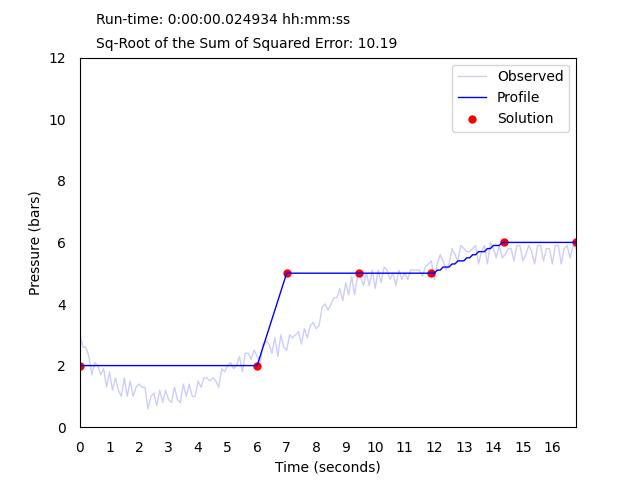 Run-time: 0:00:00.024934 hh:mm:ss
Sq-Root of the Sum of Squared Error: 10.19
12
10
8
6
4
2
0
Pressure (bars)
Observed
Profile
Solution
0 1 2 3 4 5 6 7 8 9 10 11 12 13 14 15 16
Time (seconds)